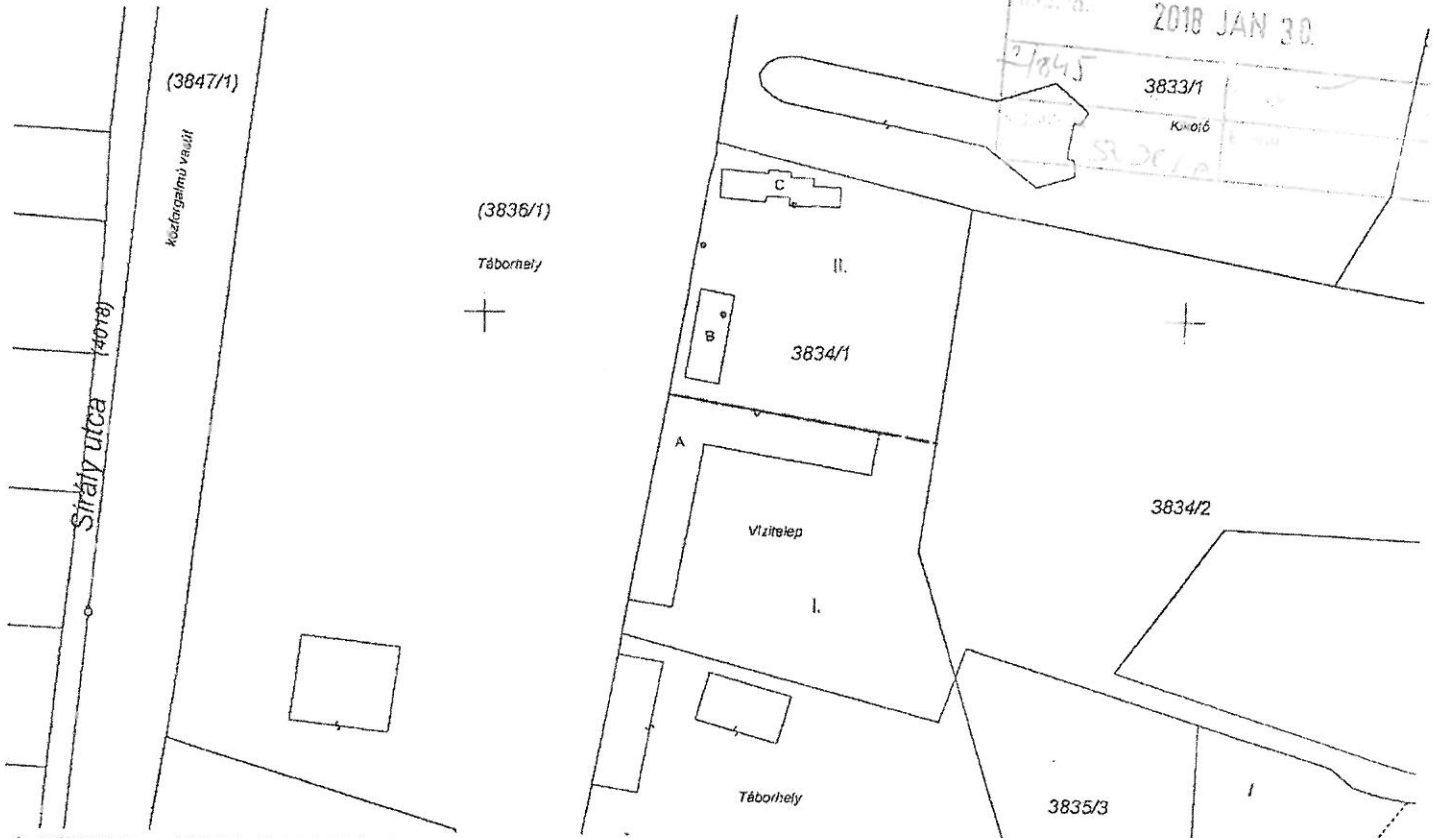 2018 JAN 30.
(3847/1)
3833/1
Kikötő
közforgalmú vasút
C
(3836/1)
Táborhely
II.
B
3834/1
Sirály utca (4018)
A
3834/2
Vízitelep
I.
Táborhely
3835/3